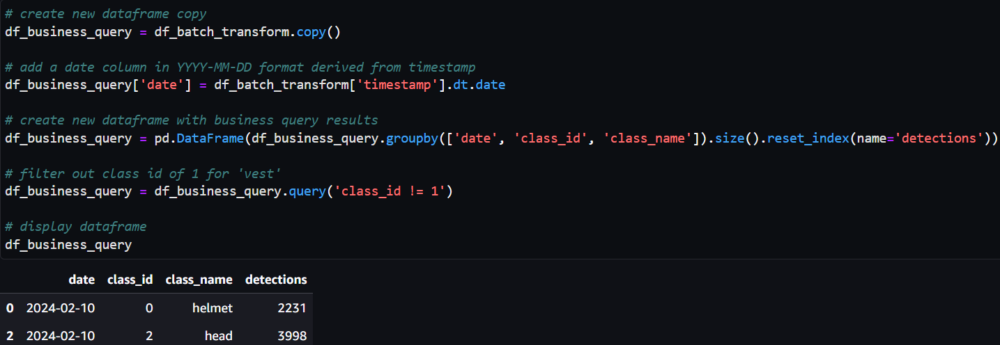 # create new dataframe copy
df_business_query = df_batch_transform.copy()
# add a date column in YYYY-MM-DD format derived from timestamp
df_business_query['date'] = df_batch_transform['timestamp'].dt.date
# create new dataframe with business query results
df_business_query = pd.DataFrame(df_business_query.groupby(['date', 'class_id', 'class_name']).size().reset_index(name='detections'))
# filter out class id of 1 for 'vest'
df_business_query = df_business_query.query('class_id != 1')
# display dataframe
df_business_query
date class_id class_name detections
0 2024-02-10 0 helmet 2231
2 2024-02-10 2 head 3998